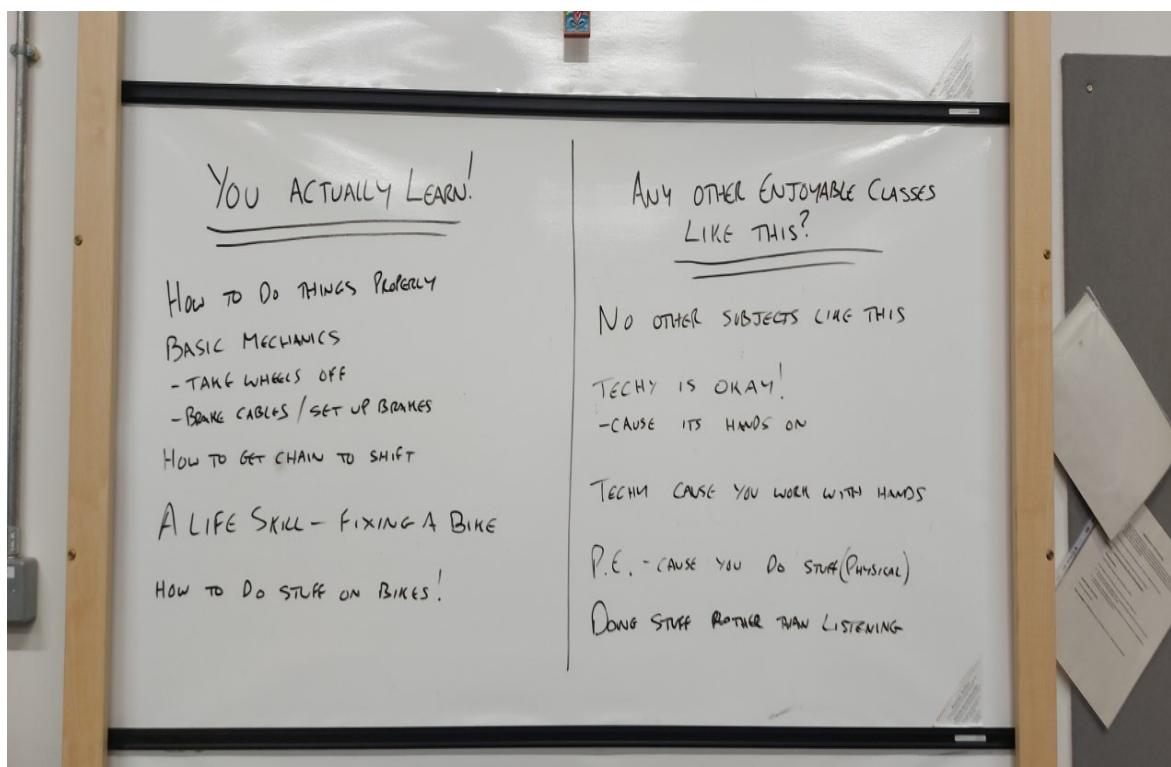 You Actually Learn!
How to Do things Properly
Basic Mechanics
- Take wheels off
- Brake cables / set up brakes
How to get chain to shift
A Life Skill - Fixing A Bike
How to Do stuff on Bikes!
Any other Enjoyable Classes
Like this?
No other subjects like this
Techy is okay!
- cause its hands on
Techy cause you work with hands
P.E. - cause you Do stuff (Physical)
Doing stuff rather than Listening